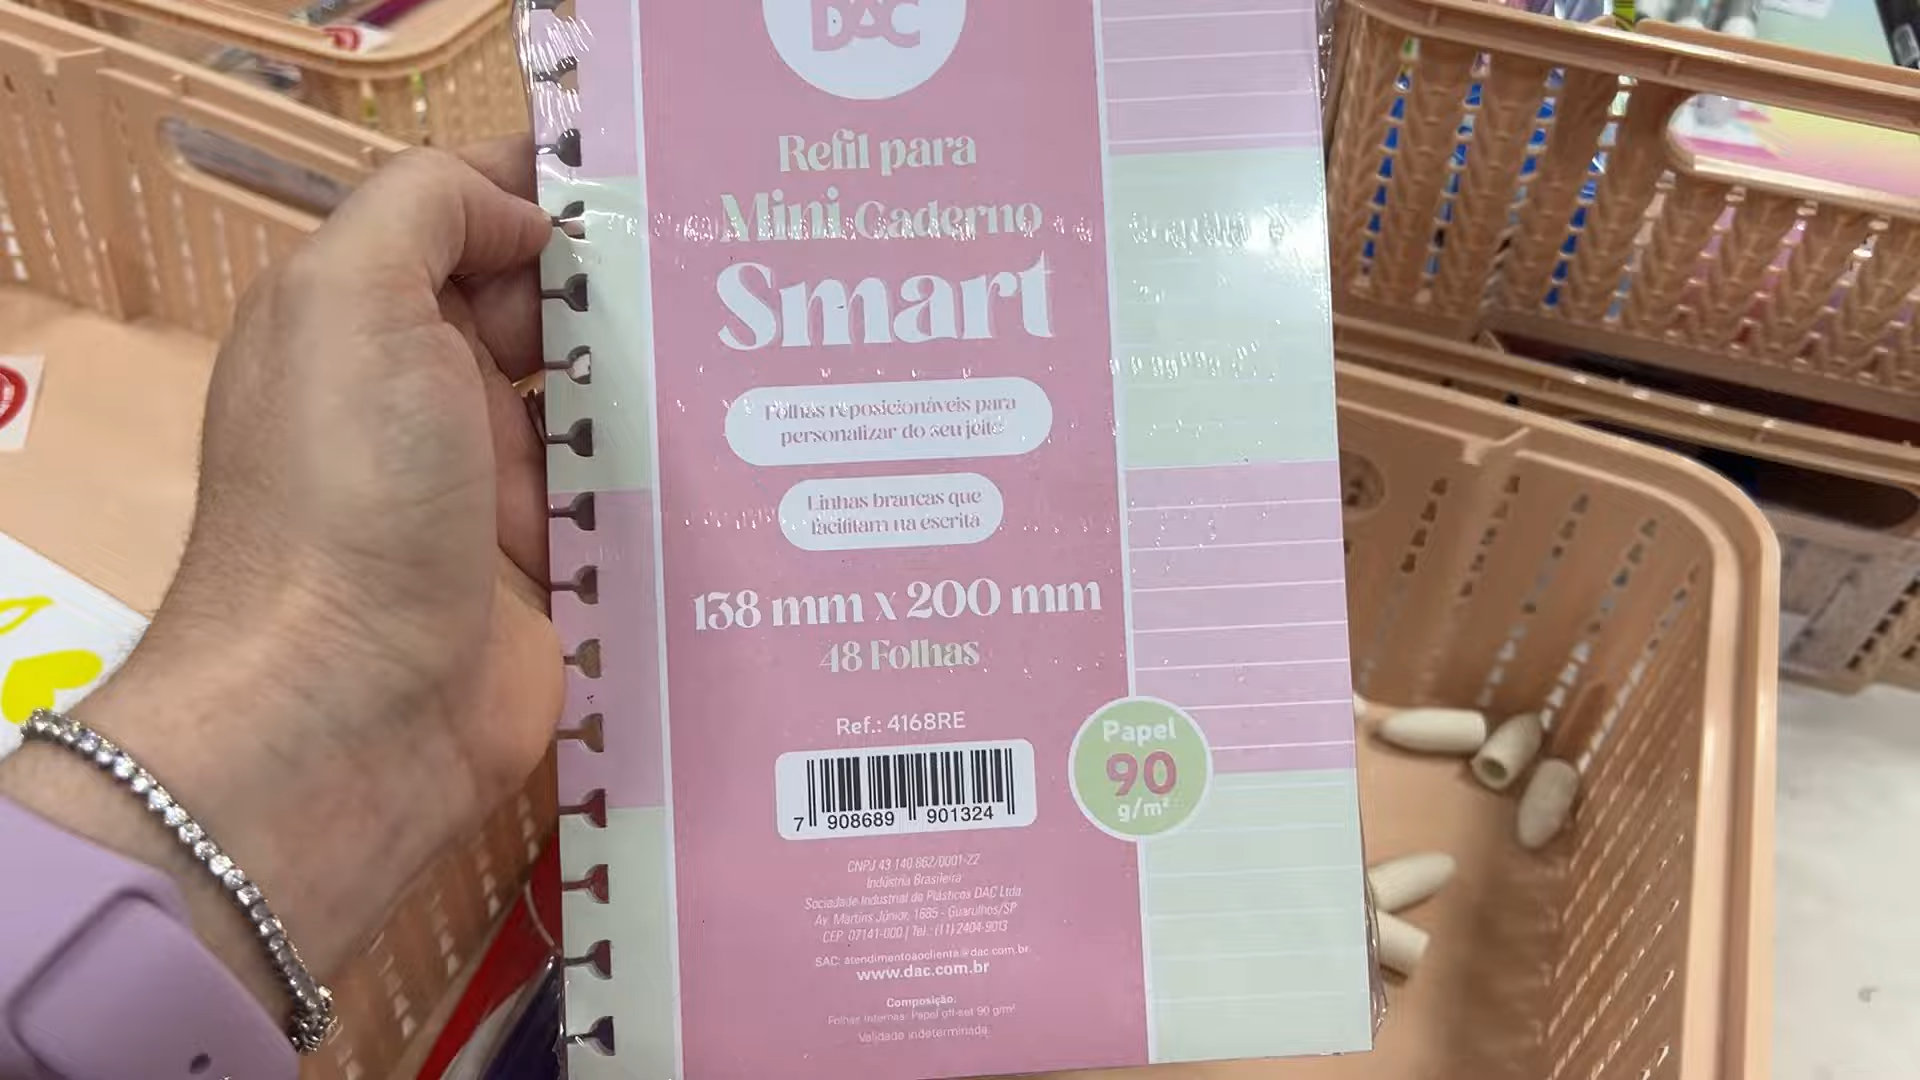 DAC
Refil para
Mini Caderno
Smart
Folhas reposicionáveis para
personalizar do seu jeito
Linhas brancas que
facilitam na escrita
138 mm x 200 mm
48 Folhas
Ref.: 4168RE
Papel
90
g/m²
7 908689 901324
CNPJ 43.140.862/0001-22
Indústria Brasileira
Sociedade Industrial de Plásticos DAC Ltda
Av. Martins Júnior, 1685 - Guarulhos/SP
CEP: 07141-000 | Tel.: (11) 2404-9013
SAC: atendimentoaocliente@dac.com.br
www.dac.com.br
Composição:
Folhas Internas: Papel off-set 90 g/m²
Validade indeterminada